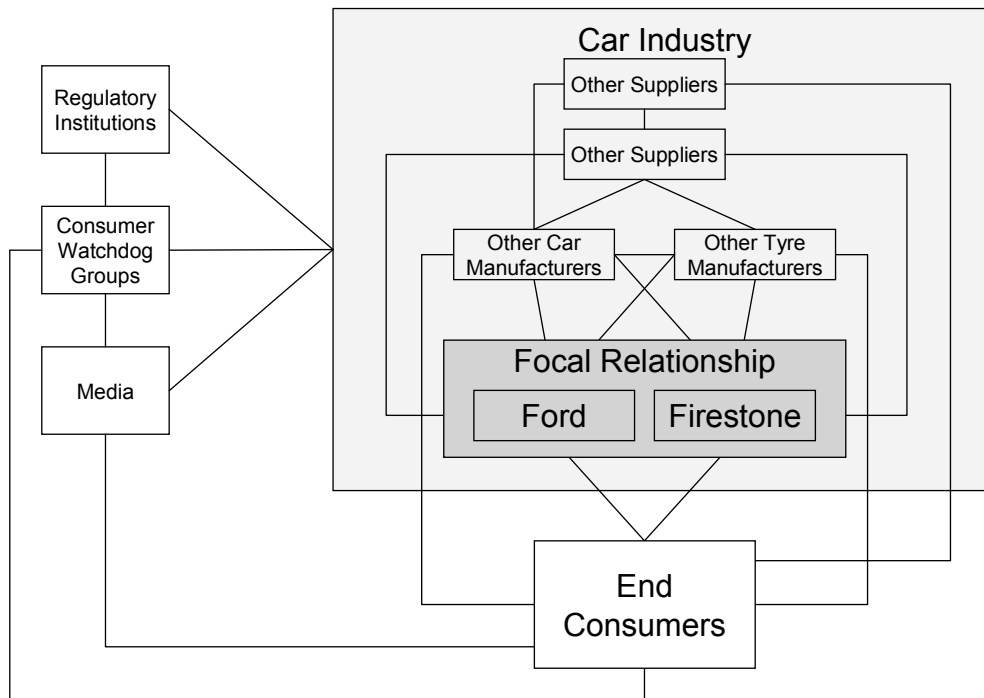 Car Industry
Other Suppliers
Other Suppliers
Regulatory
Institutions
Consumer
Watchdog
Groups
Media
Other Car
Manufacturers
Other Tyre
Manufacturers
Focal Relationship
Ford
Firestone
End
Consumers